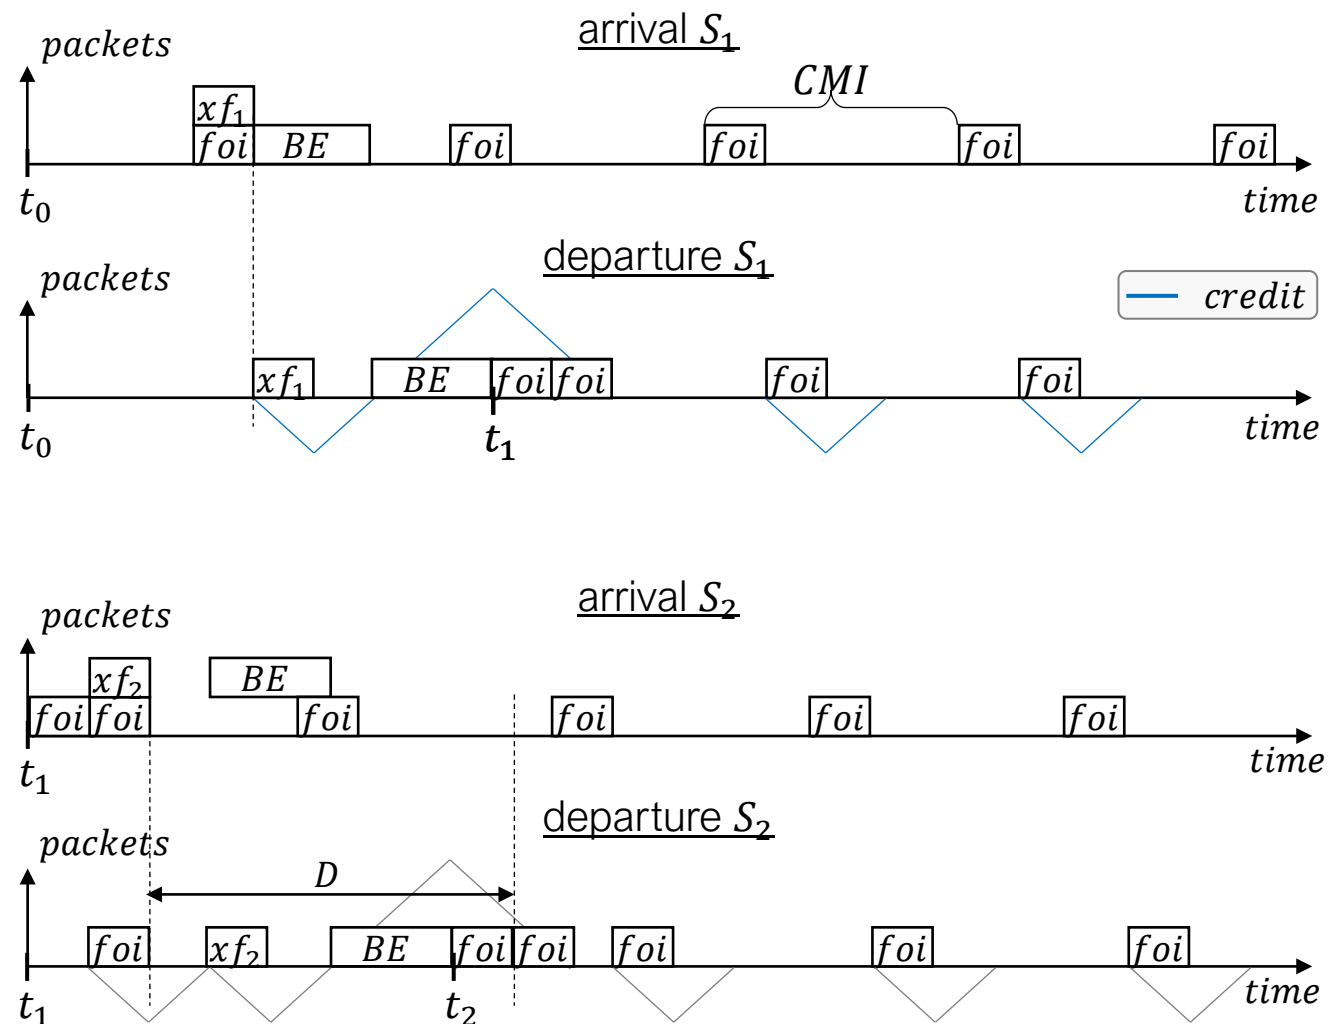 arrival S₁
packets
CMI
xf₁
foi BE foi foi foi foi
t₀ time
departure S₁
packets
credit
xf₁ BE foi foi foi foi
t₀ t₁ time
arrival S₂
packets
xf₂ BE
foi foi foi foi foi foi
t₁ time
departure S₂
packets
D
foi xf₂ BE foi foi foi foi foi
t₁ t₂ time